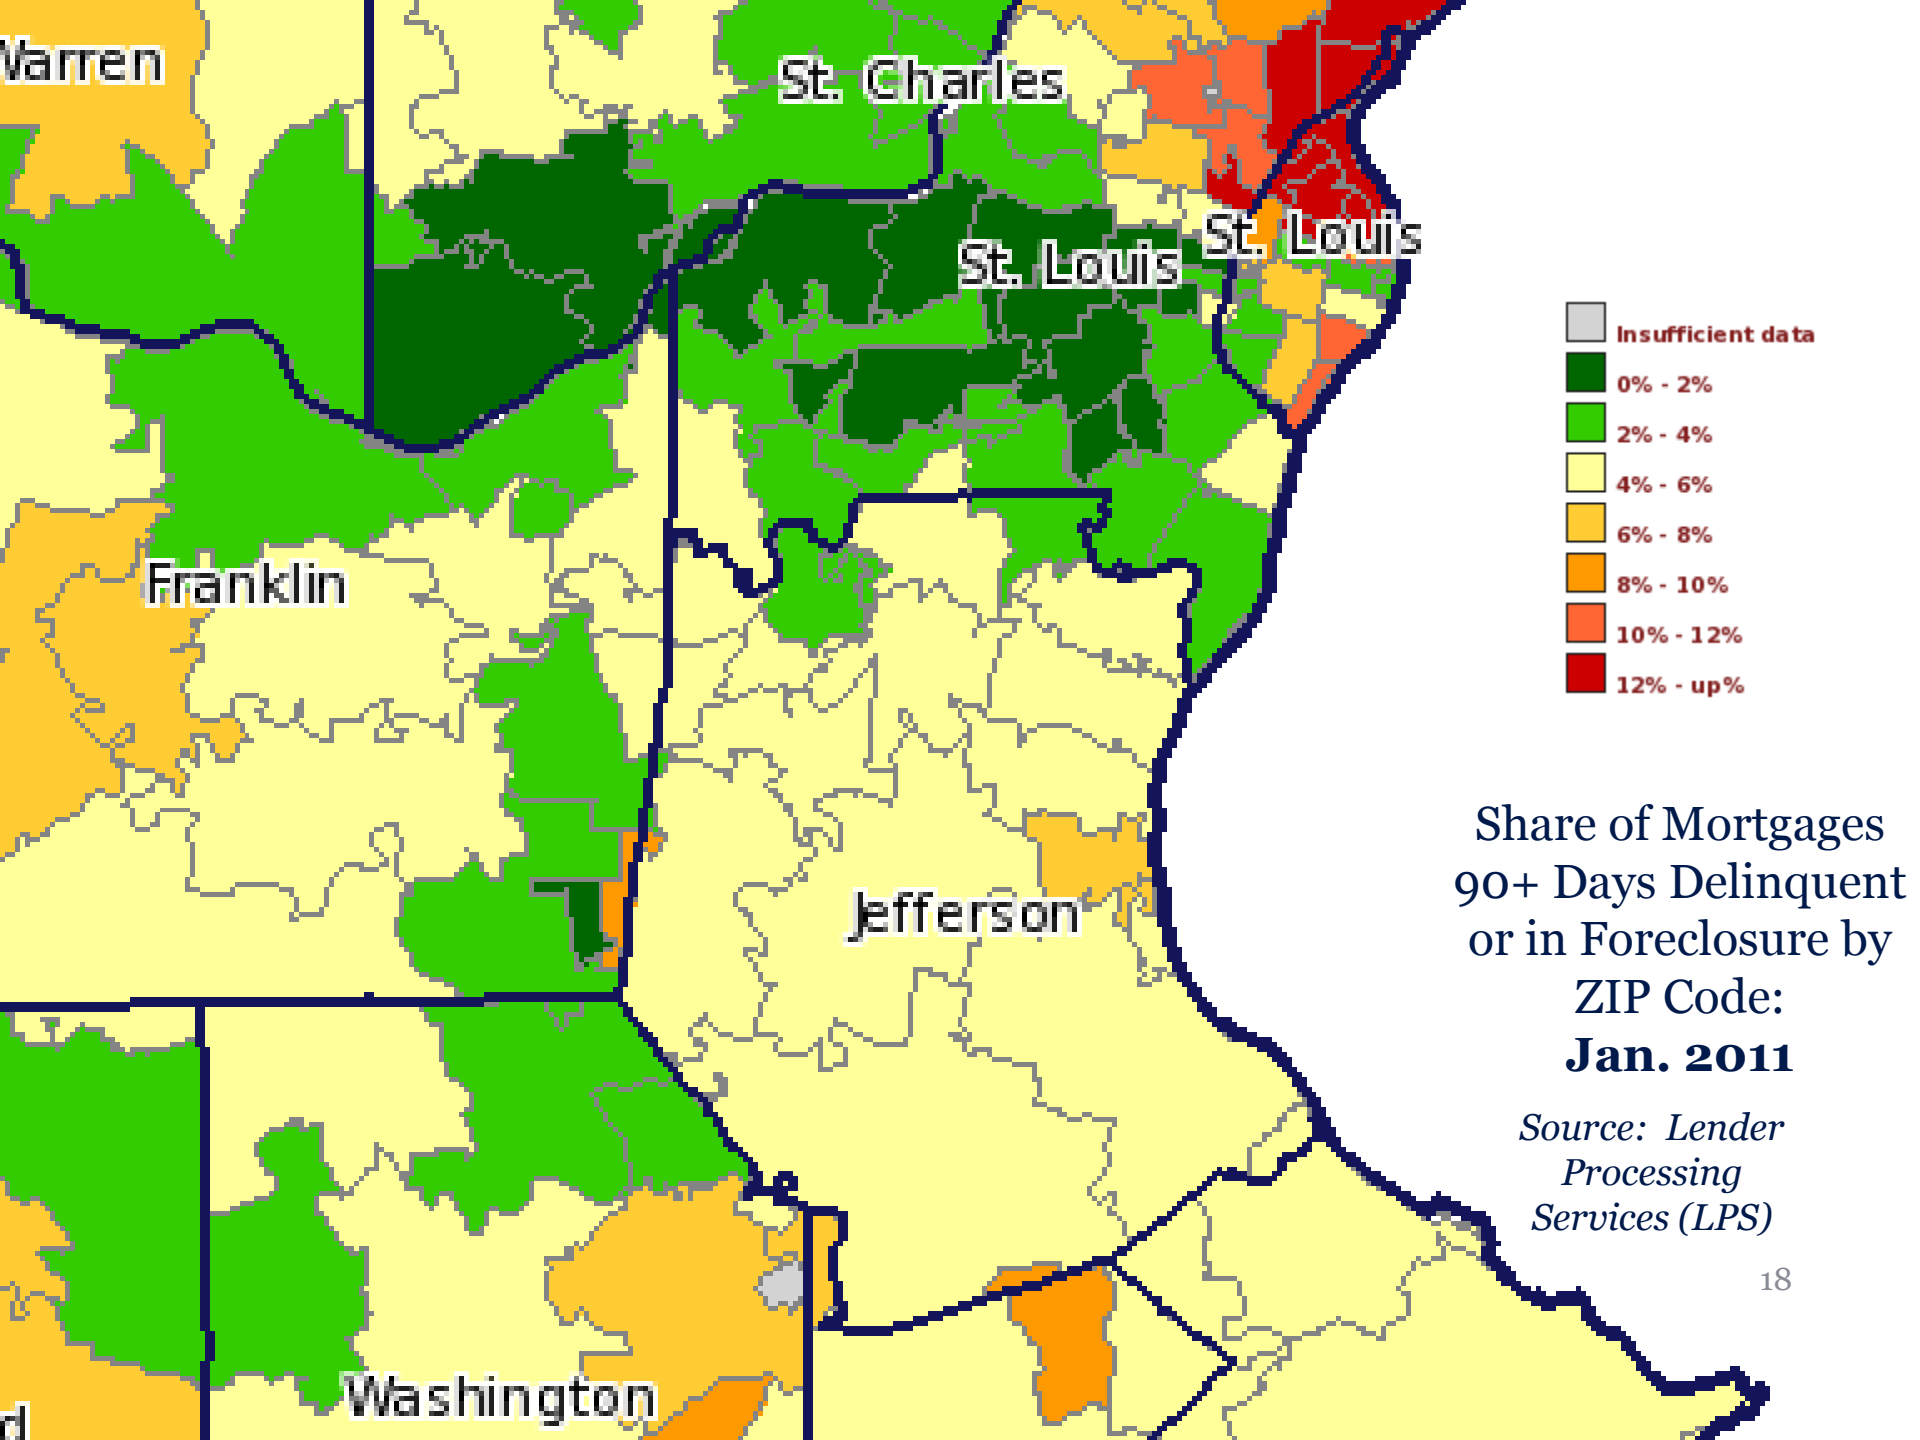 Warren
St. Charles
St. Louis
St. Louis
Franklin
Jefferson
Washington
d
Insufficient data
0% - 2%
2% - 4%
4% - 6%
6% - 8%
8% - 10%
10% - 12%
12% - up%
Share of Mortgages
90+ Days Delinquent
or in Foreclosure by
ZIP Code:
Jan. 2011
Source: Lender
Processing
Services (LPS)
18